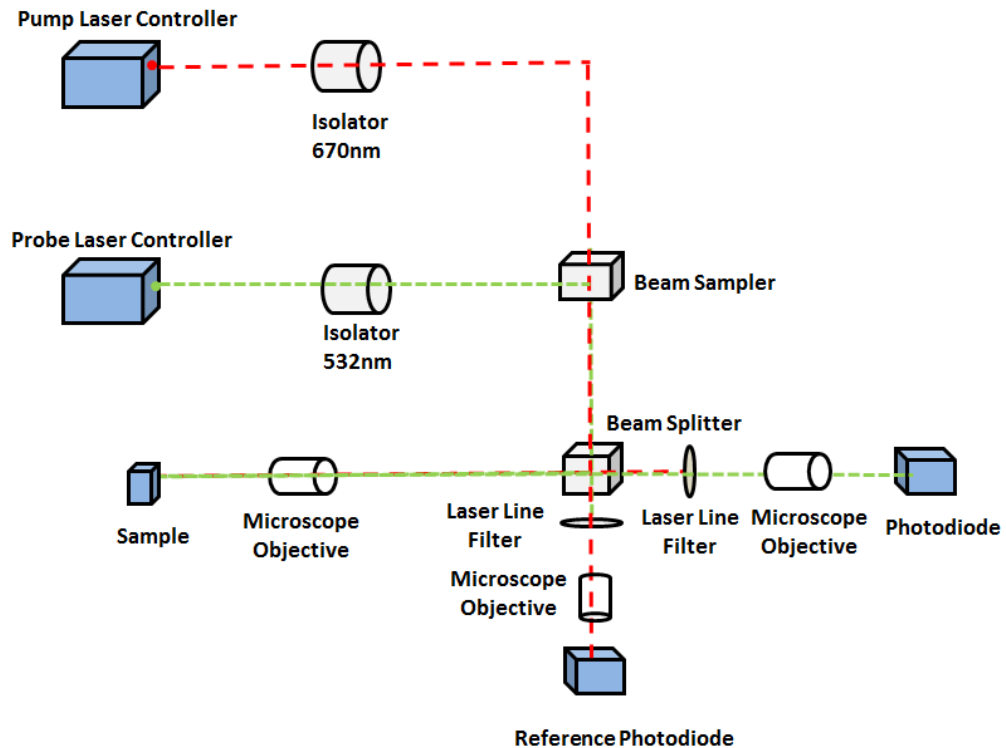 Pump Laser Controller
Isolator
670nm
Probe Laser Controller
Beam Sampler
Isolator
532nm
Beam Splitter
Sample
Microscope
Objective
Laser Line
Filter
Laser Line
Filter
Microscope
Objective
Photodiode
Microscope
Objective
Reference Photodiode